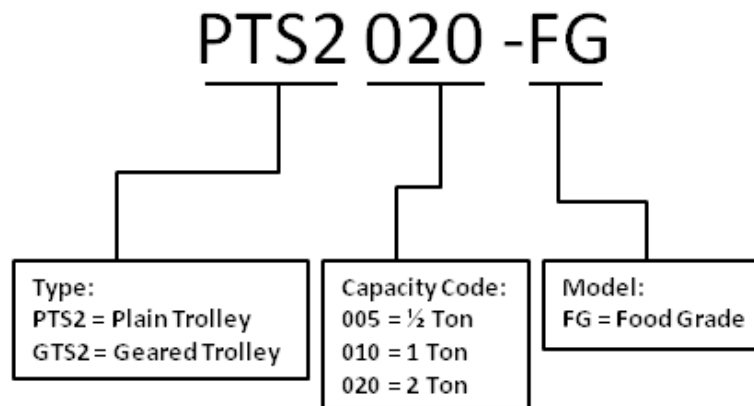 PTS2 020 -FG
Type:
PTS2 = Plain Trolley
GTS2 = Geared Trolley
Capacity Code:
005 = ½ Ton
010 = 1 Ton
020 = 2 Ton
Model:
FG = Food Grade